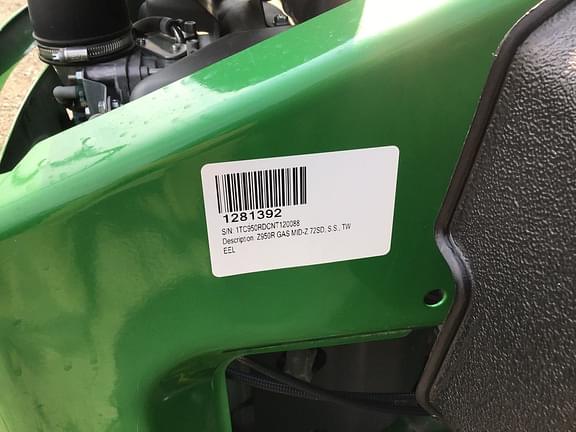 1281392
S/N: 1TC950RDCNT120088
Description: Z950R GAS MID-Z 72SD, S.S., TW
EEL